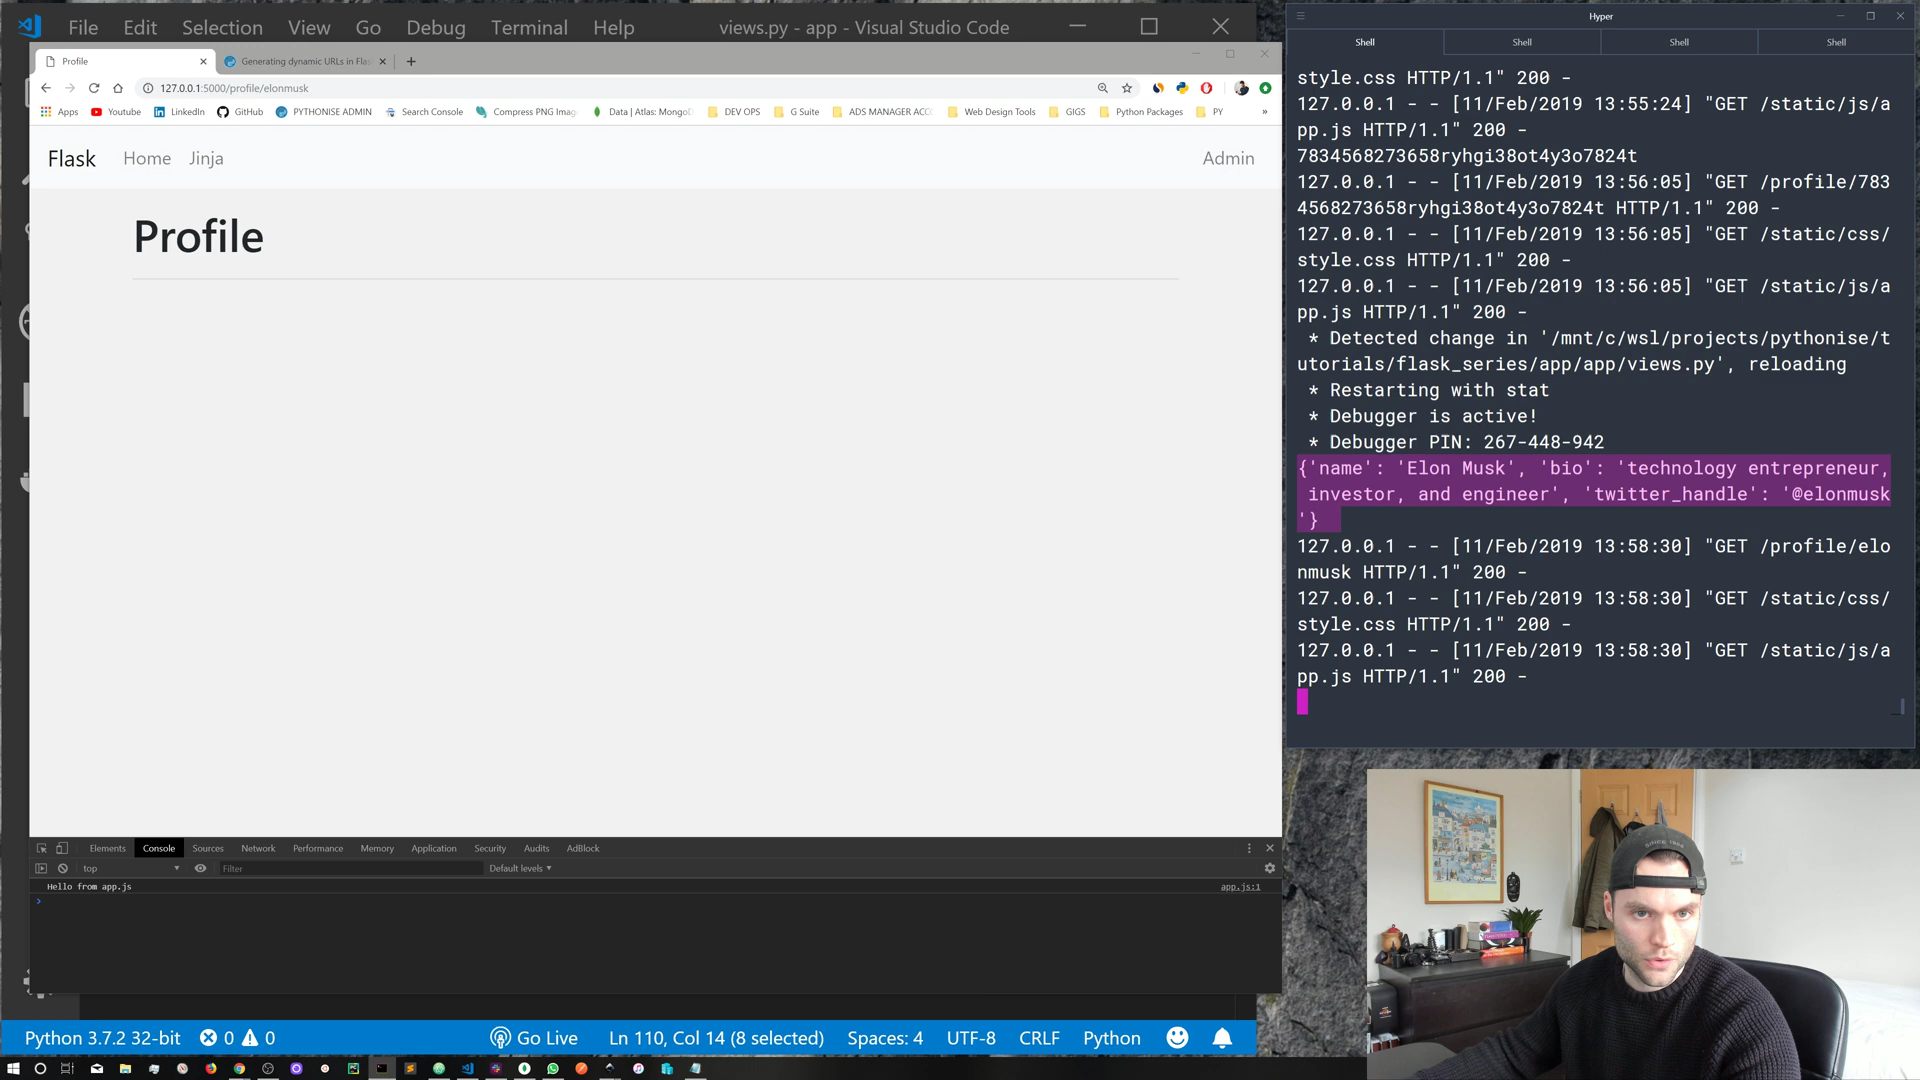 File Edit Selection View Go Debug Terminal Help views.py - app - Visual Studio Code
Profile
Generating dynamic URLs in Flas
127.0.0.1:5000/profile/elonmusk
Apps Youtube LinkedIn GitHub PYTHONISE ADMIN Search Console Compress PNG Imag Data | Atlas: MongoD DEV OPS G Suite ADS MANAGER ACC Web Design Tools GIGS Python Packages PY »
Flask Home Jinja Admin
Profile
Elements Console Sources Network Performance Memory Application Security Audits AdBlock
top Filter Default levels
Hello from app.js app.js:1
Python 3.7.2 32-bit 0 0 Go Live Ln 110, Col 14 (8 selected) Spaces: 4 UTF-8 CRLF Python
Hyper
Shell Shell Shell Shell
style.css HTTP/1.1" 200 -
127.0.0.1 - - [11/Feb/2019 13:55:24] "GET /static/js/a
pp.js HTTP/1.1" 200 -
7834568273658ryhgi38ot4y3o7824t
127.0.0.1 - - [11/Feb/2019 13:56:05] "GET /profile/783
4568273658ryhgi38ot4y3o7824t HTTP/1.1" 200 -
127.0.0.1 - - [11/Feb/2019 13:56:05] "GET /static/css/
style.css HTTP/1.1" 200 -
127.0.0.1 - - [11/Feb/2019 13:56:05] "GET /static/js/a
pp.js HTTP/1.1" 200 -
* Detected change in '/mnt/c/wsl/projects/pythonise/t
utorials/flask_series/app/app/views.py', reloading
* Restarting with stat
* Debugger is active!
* Debugger PIN: 267-448-942
{'name': 'Elon Musk', 'bio': 'technology entrepreneur,
investor, and engineer', 'twitter_handle': '@elonmusk
'}
127.0.0.1 - - [11/Feb/2019 13:58:30] "GET /profile/elo
nmusk HTTP/1.1" 200 -
127.0.0.1 - - [11/Feb/2019 13:58:30] "GET /static/css/
style.css HTTP/1.1" 200 -
127.0.0.1 - - [11/Feb/2019 13:58:30] "GET /static/js/a
pp.js HTTP/1.1" 200 -
SINCE 1984